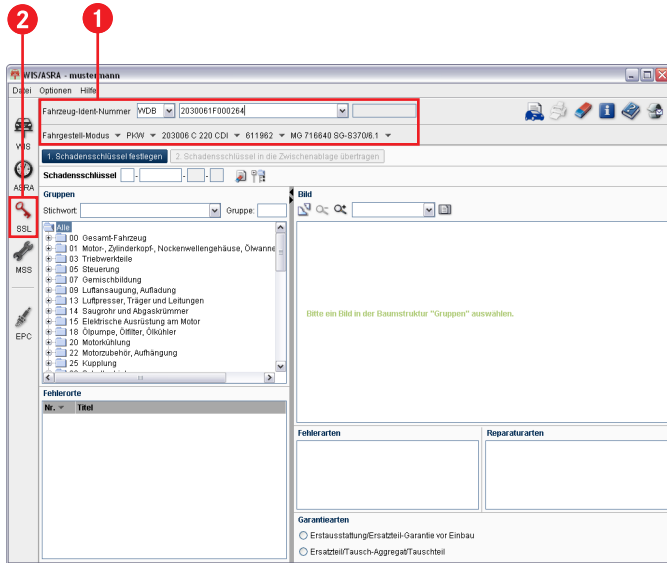 2
1
WIS/ASRA - mustermann
Datei Optionen Hilfe
Fahrzeug-Ident-Nummer WDB 2030061F000264
Fahrgestell-Modus PKW 203006 C 220 CDI 611962 MG 716640 SG-S370/6.1
WIS
ASRA
SSL
MSS
EPC
1. Schadensschlüssel festlegen 2. Schadensschlüssel in die Zwischenablage übertragen
Schadensschlüssel - - -
Gruppen
Stichwort: Gruppe:
Alle
00 Gesamt-Fahrzeug
01 Motor-, Zylinderkopf-, Nockenwellengehäuse, Ölwanne
03 Triebwerkteile
05 Steuerung
07 Gemischbildung
09 Luftansaugung, Aufladung
13 Luftpresser, Träger und Leitungen
14 Saugrohr und Abgaskrümmer
15 Elektrische Ausrüstung am Motor
18 Ölpumpe, Ölfilter, Ölkühler
20 Motorkühlung
22 Motorzubehör, Aufhängung
25 Kupplung
Bild
Bitte ein Bild in der Baumstruktur "Gruppen" auswählen.
Fehlerorte
Nr. Titel
Fehlerarten
Reparaturarten
Garantiearten
Erstausstattung/Ersatzteil-Garantie vor Einbau
Ersatzteil/Tausch-Aggregat/Tauschteil